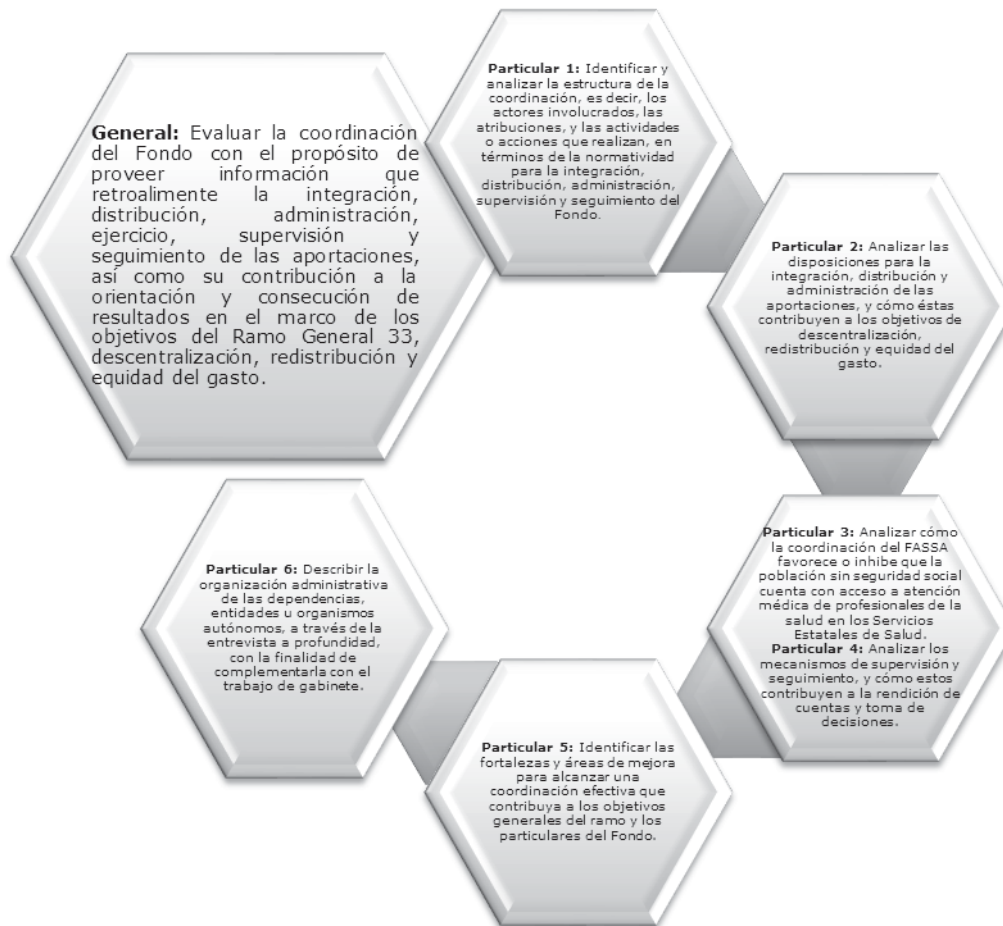 General: Evaluar la coordinación
del Fondo con el propósito de
proveer información que
retroalimente la integración,
distribución, administración,
ejercicio, supervisión y
seguimiento de las aportaciones,
así como su contribución a la
orientación y consecución de
resultados en el marco de los
objetivos del Ramo General 33,
descentralización, redistribución y
equidad del gasto.
Particular 1: Identificar y
analizar la estructura de la
coordinación, es decir, los
actores involucrados, las
atribuciones, y las actividades
o acciones que realizan, en
términos de la normatividad
para la integración,
distribución, administración,
supervisión y seguimiento del
Fondo.
Particular 2: Analizar las
disposiciones para la
integración, distribución y
administración de las
aportaciones, y cómo éstas
contribuyen a los objetivos de
descentralización,
redistribución y equidad del
gasto.
Particular 3: Analizar cómo
la coordinación del FASSA
favorece o inhibe que la
población sin seguridad social
cuenta con acceso a atención
médica de profesionales de la
salud en los Servicios
Estatales de Salud.
Particular 4: Analizar los
mecanismos de supervisión y
seguimiento, y cómo estos
contribuyen a la rendición de
cuentas y toma de
decisiones.
Particular 5: Identificar las
fortalezas y áreas de mejora
para alcanzar una
coordinación efectiva que
contribuya a los objetivos
generales del ramo y los
particulares del Fondo.
Particular 6: Describir la
organización administrativa
de las dependencias,
entidades u organismos
autónomos, a través de la
entrevista a profundidad,
con la finalidad de
complementarla con el
trabajo de gabinete.